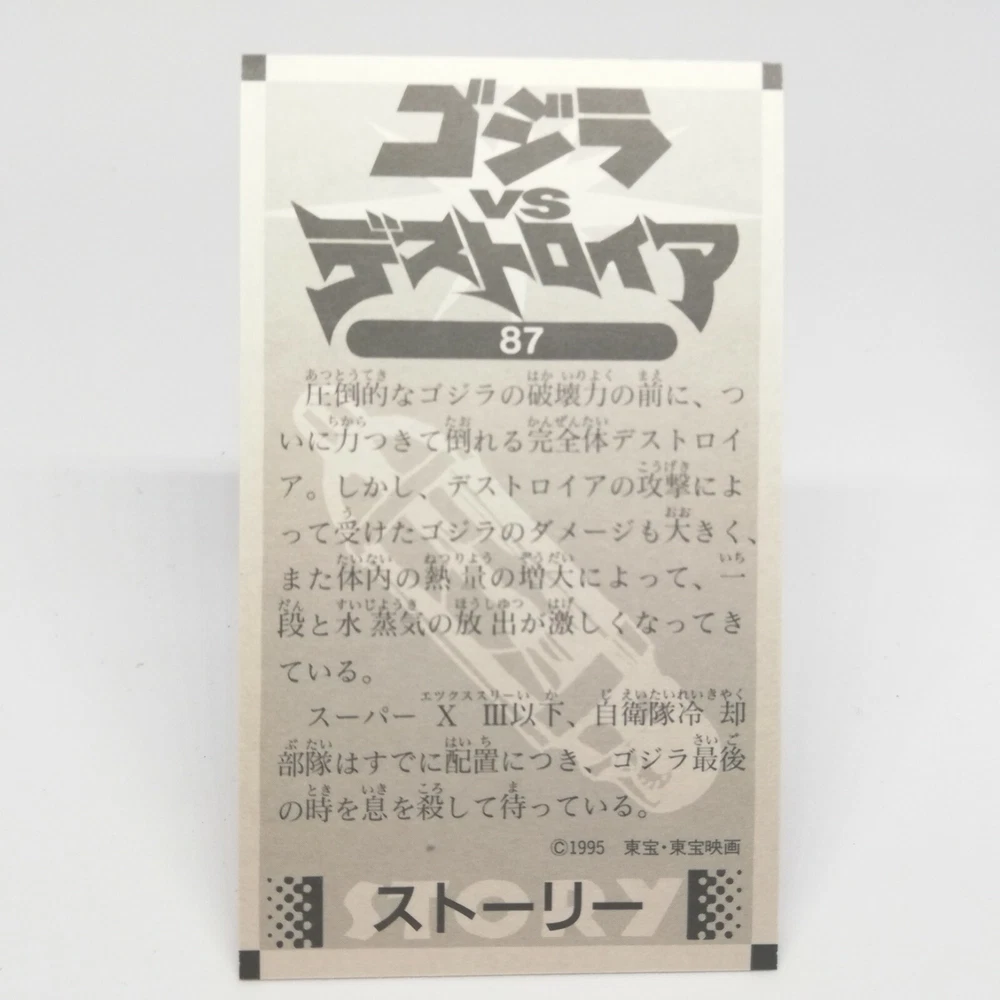 ゴジラ
VS
デストロイア
87
圧倒的なゴジラの破壊力の前に、つ
いに力つきて倒れる完全体デストロイ
ア。しかし、デストロイアの攻撃によ
って受けたゴジラのダメージも大きく、
また体内の熱量の増大によって、一
段と水蒸気の放出が激しくなってき
ている。
スーパーⅩⅢ以下、自衛隊冷却
部隊はすでに配置につき、ゴジラ最後
の時を息を殺して待っている。
©1995 東宝・東宝映画
STORY
ストーリー